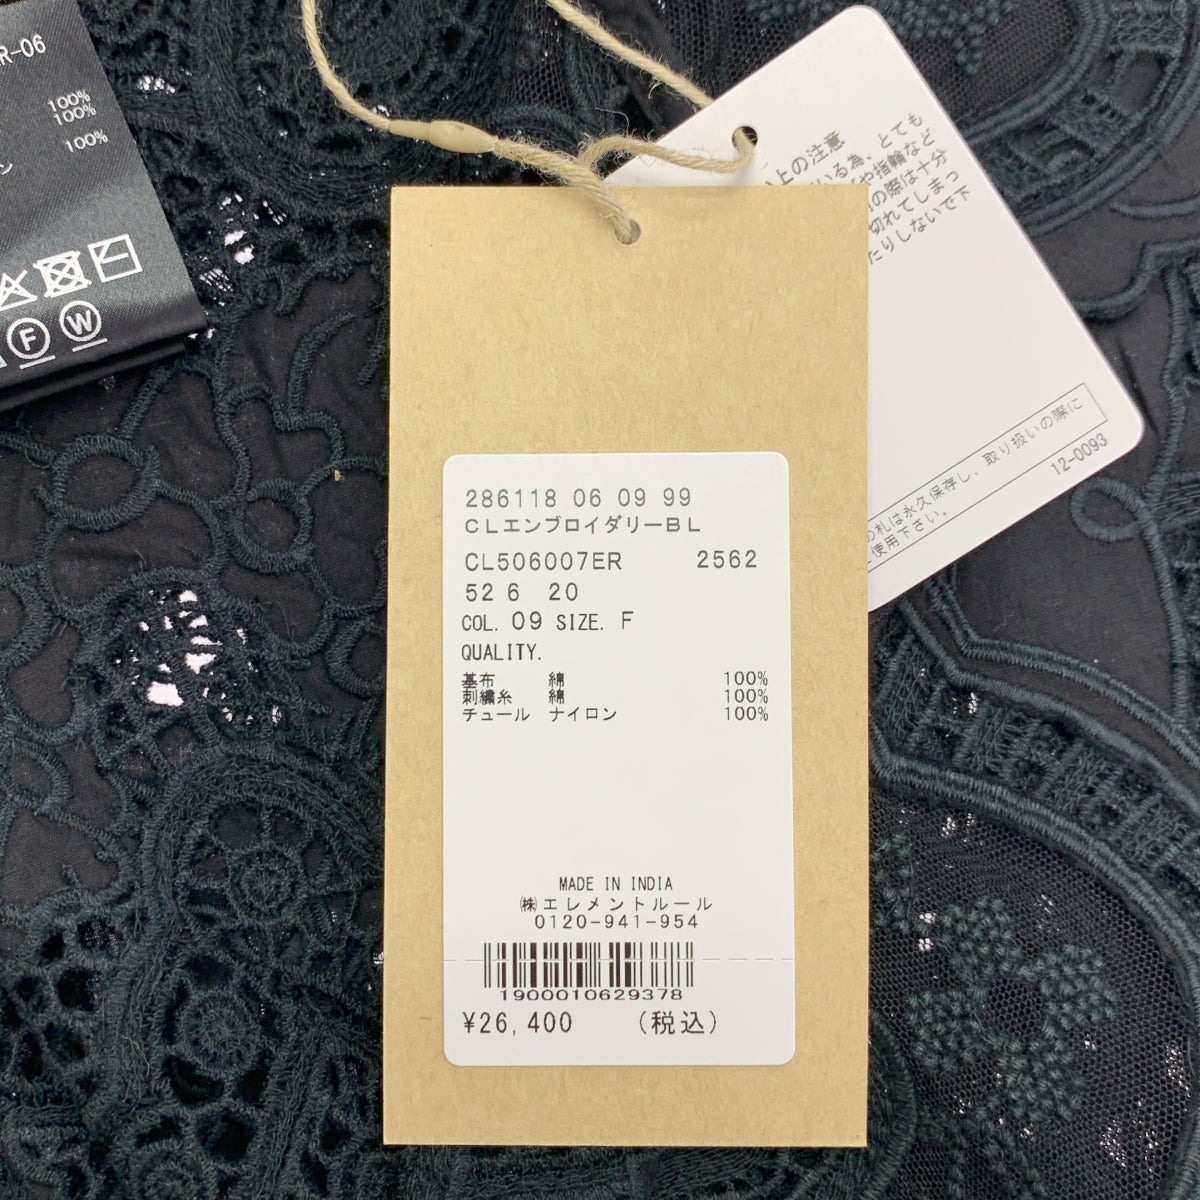 R-06
100%
100%
100%
ン
F
W
上の注意
いる為、とても
や指輪など
の際は十分
切れてしまっ
たりしないで下
の札は永久保存し、取り扱いの際に
使用下さい。
12-0093
286118 06 09 99
CLエンブロイダリーBL
CL506007ER 2562
52 6 20
COL. 09 SIZE. F
QUALITY.
基布 綿 100%
刺繍糸 綿 100%
チュール ナイロン 100%
MADE IN INDIA
㈱エレメントルール
0120-941-954
1900010629378
¥26,400 (税込)